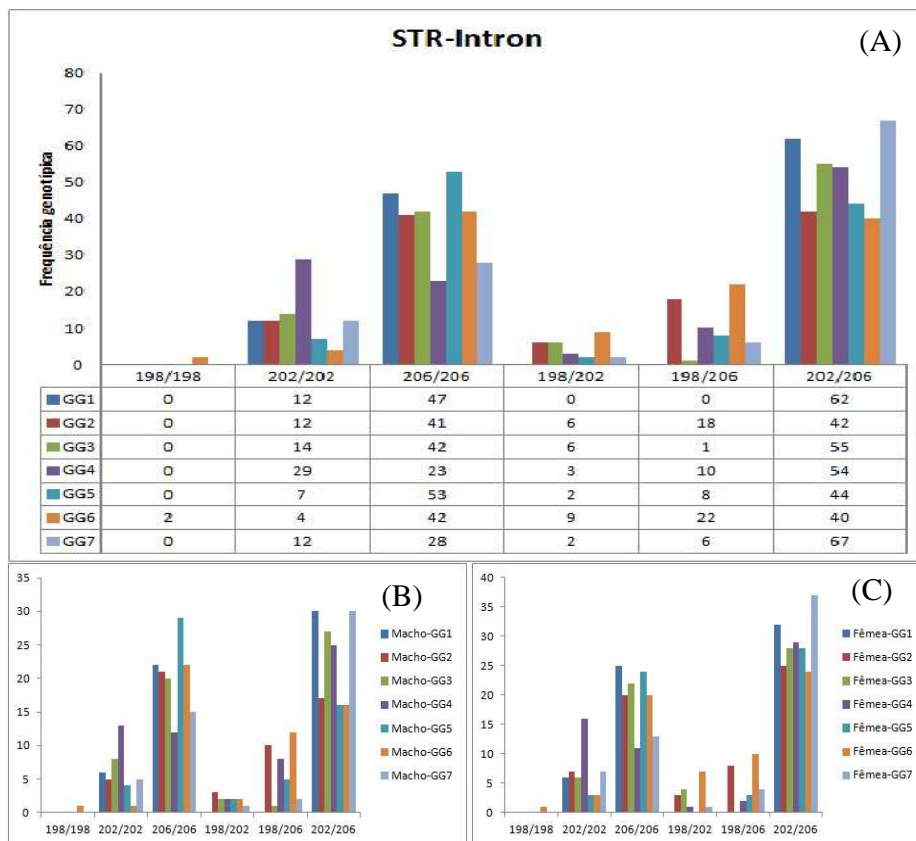 STR-Intron
(A)
Frequência genotípica
80
70
60
50
40
30
20
10
0
198/198 202/202 206/206 198/202 198/206 202/206
GG1 0 12 47 0 0 62
GG2 0 12 41 6 18 42
GG3 0 14 42 6 1 55
GG4 0 29 23 3 10 54
GG5 0 7 53 2 8 44
GG6 2 4 42 9 22 40
GG7 0 12 28 2 6 67
(B)
35
30
25
20
15
10
5
0
198/198 202/202 206/206 198/202 198/206 202/206
Macho-GG1
Macho-GG2
Macho-GG3
Macho-GG4
Macho-GG5
Macho-GG6
Macho-GG7
(C)
40
35
30
25
20
15
10
5
0
198/198 202/202 206/206 198/202 198/206 202/206
Fêmea-GG1
Fêmea-GG2
Fêmea-GG3
Fêmea-GG4
Fêmea-GG5
Fêmea-GG6
Fêmea-GG7